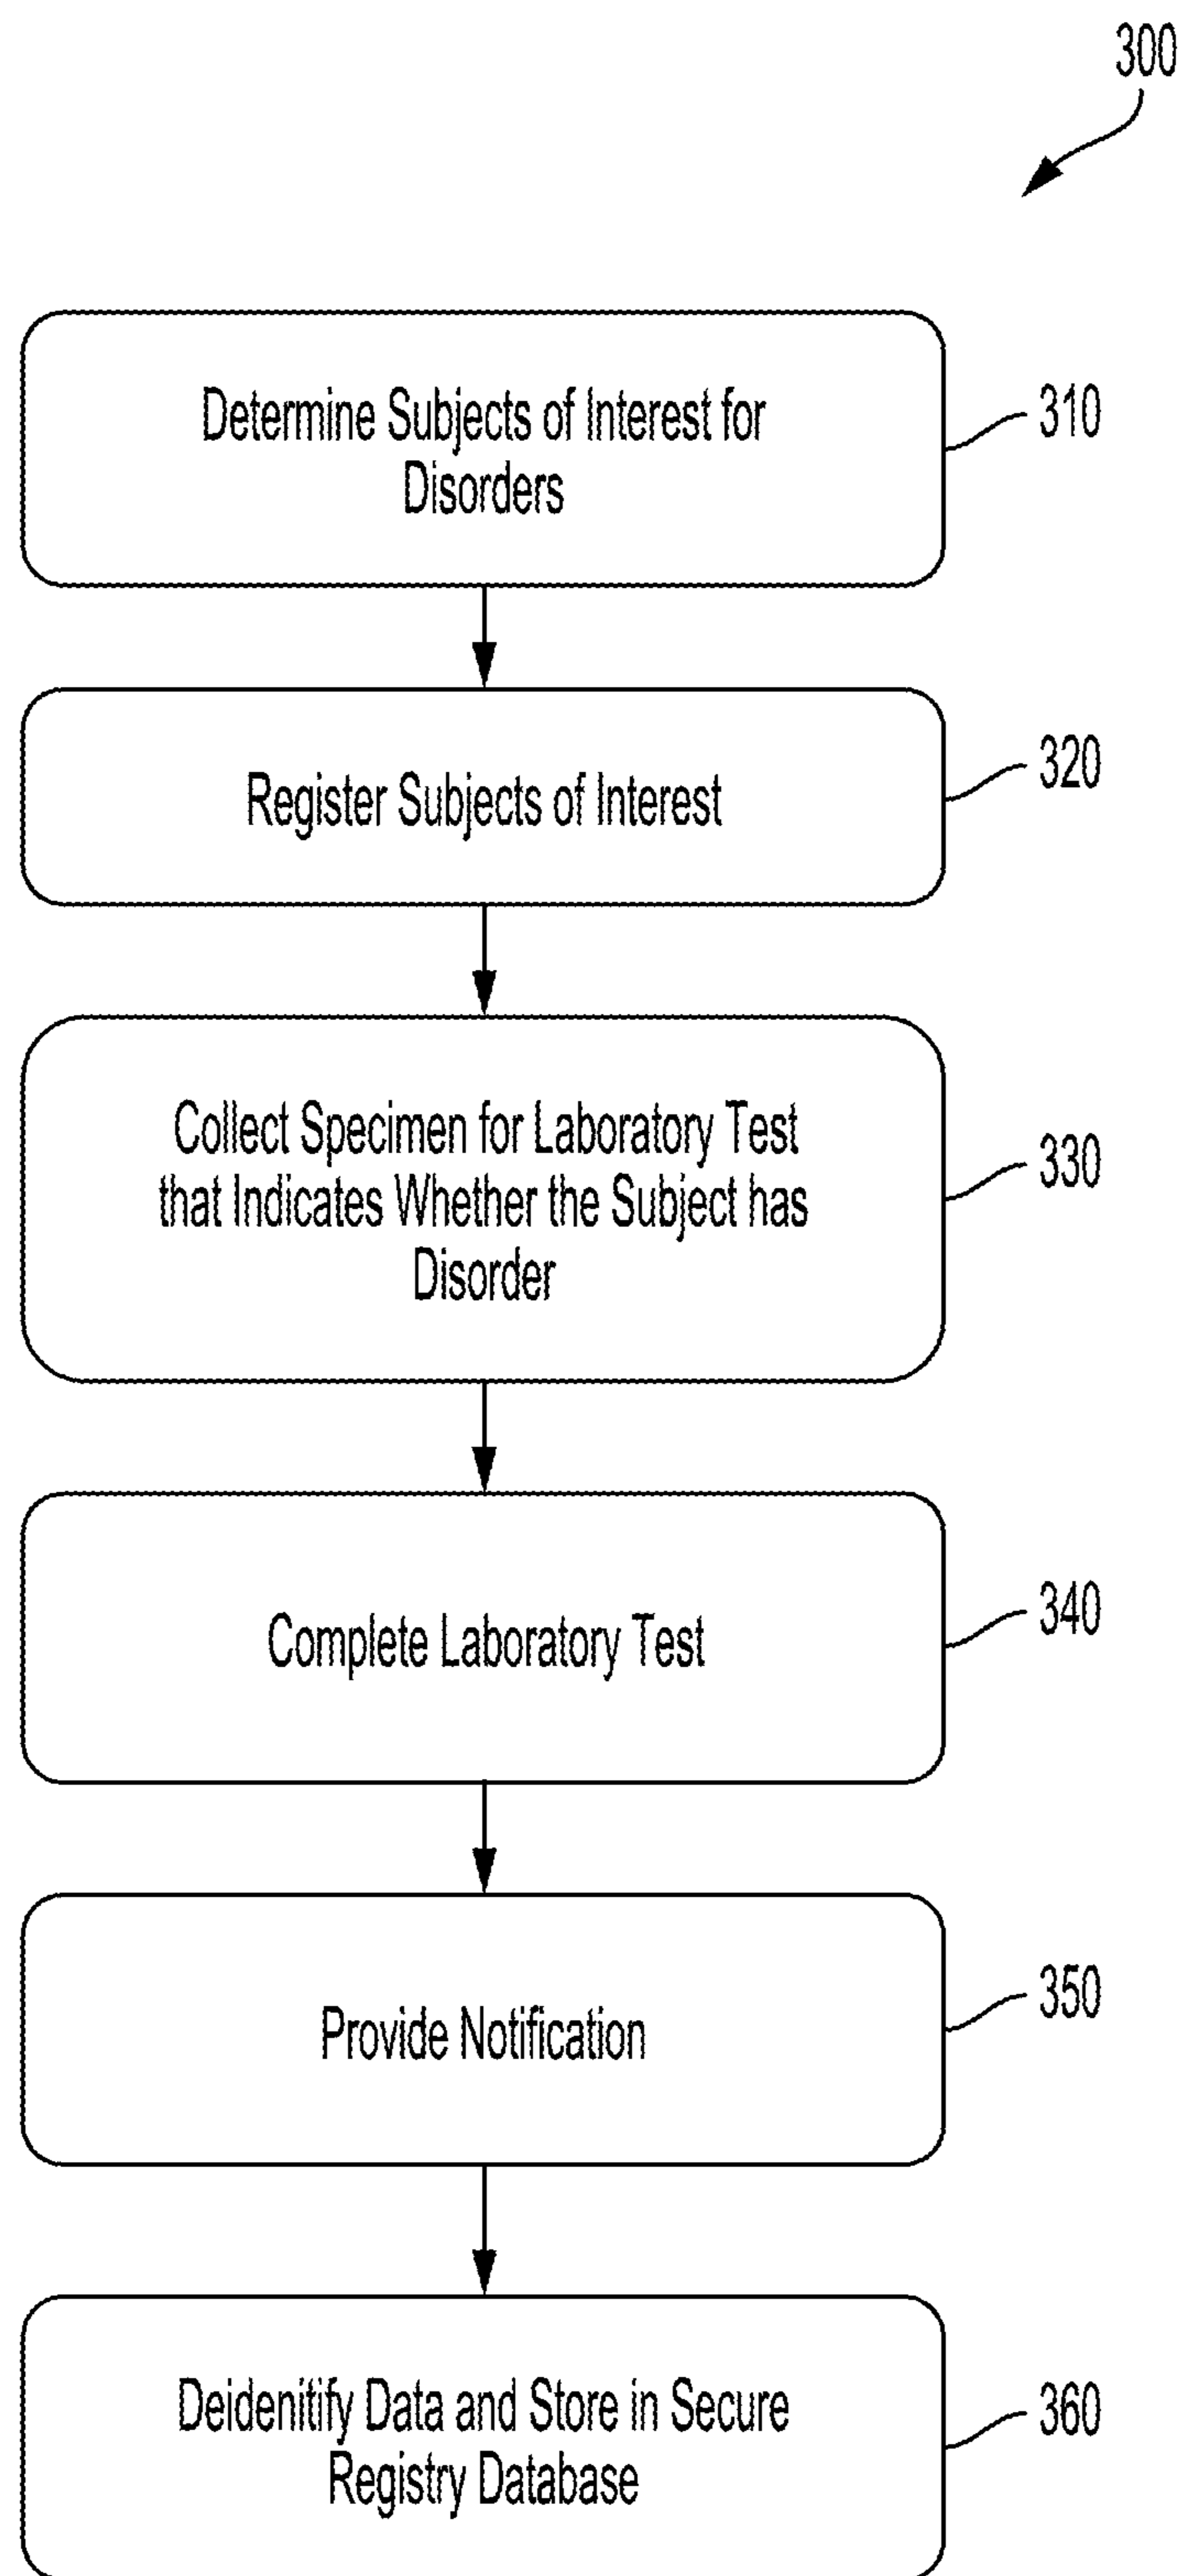 300
Determine Subjects of Interest for
Disorders
310
Register Subjects of Interest
320
Collect Specimen for Laboratory Test
that Indicates Whether the Subject has
Disorder
330
Complete Laboratory Test
340
Provide Notification
350
Deidenitify Data and Store in Secure
Registry Database
360